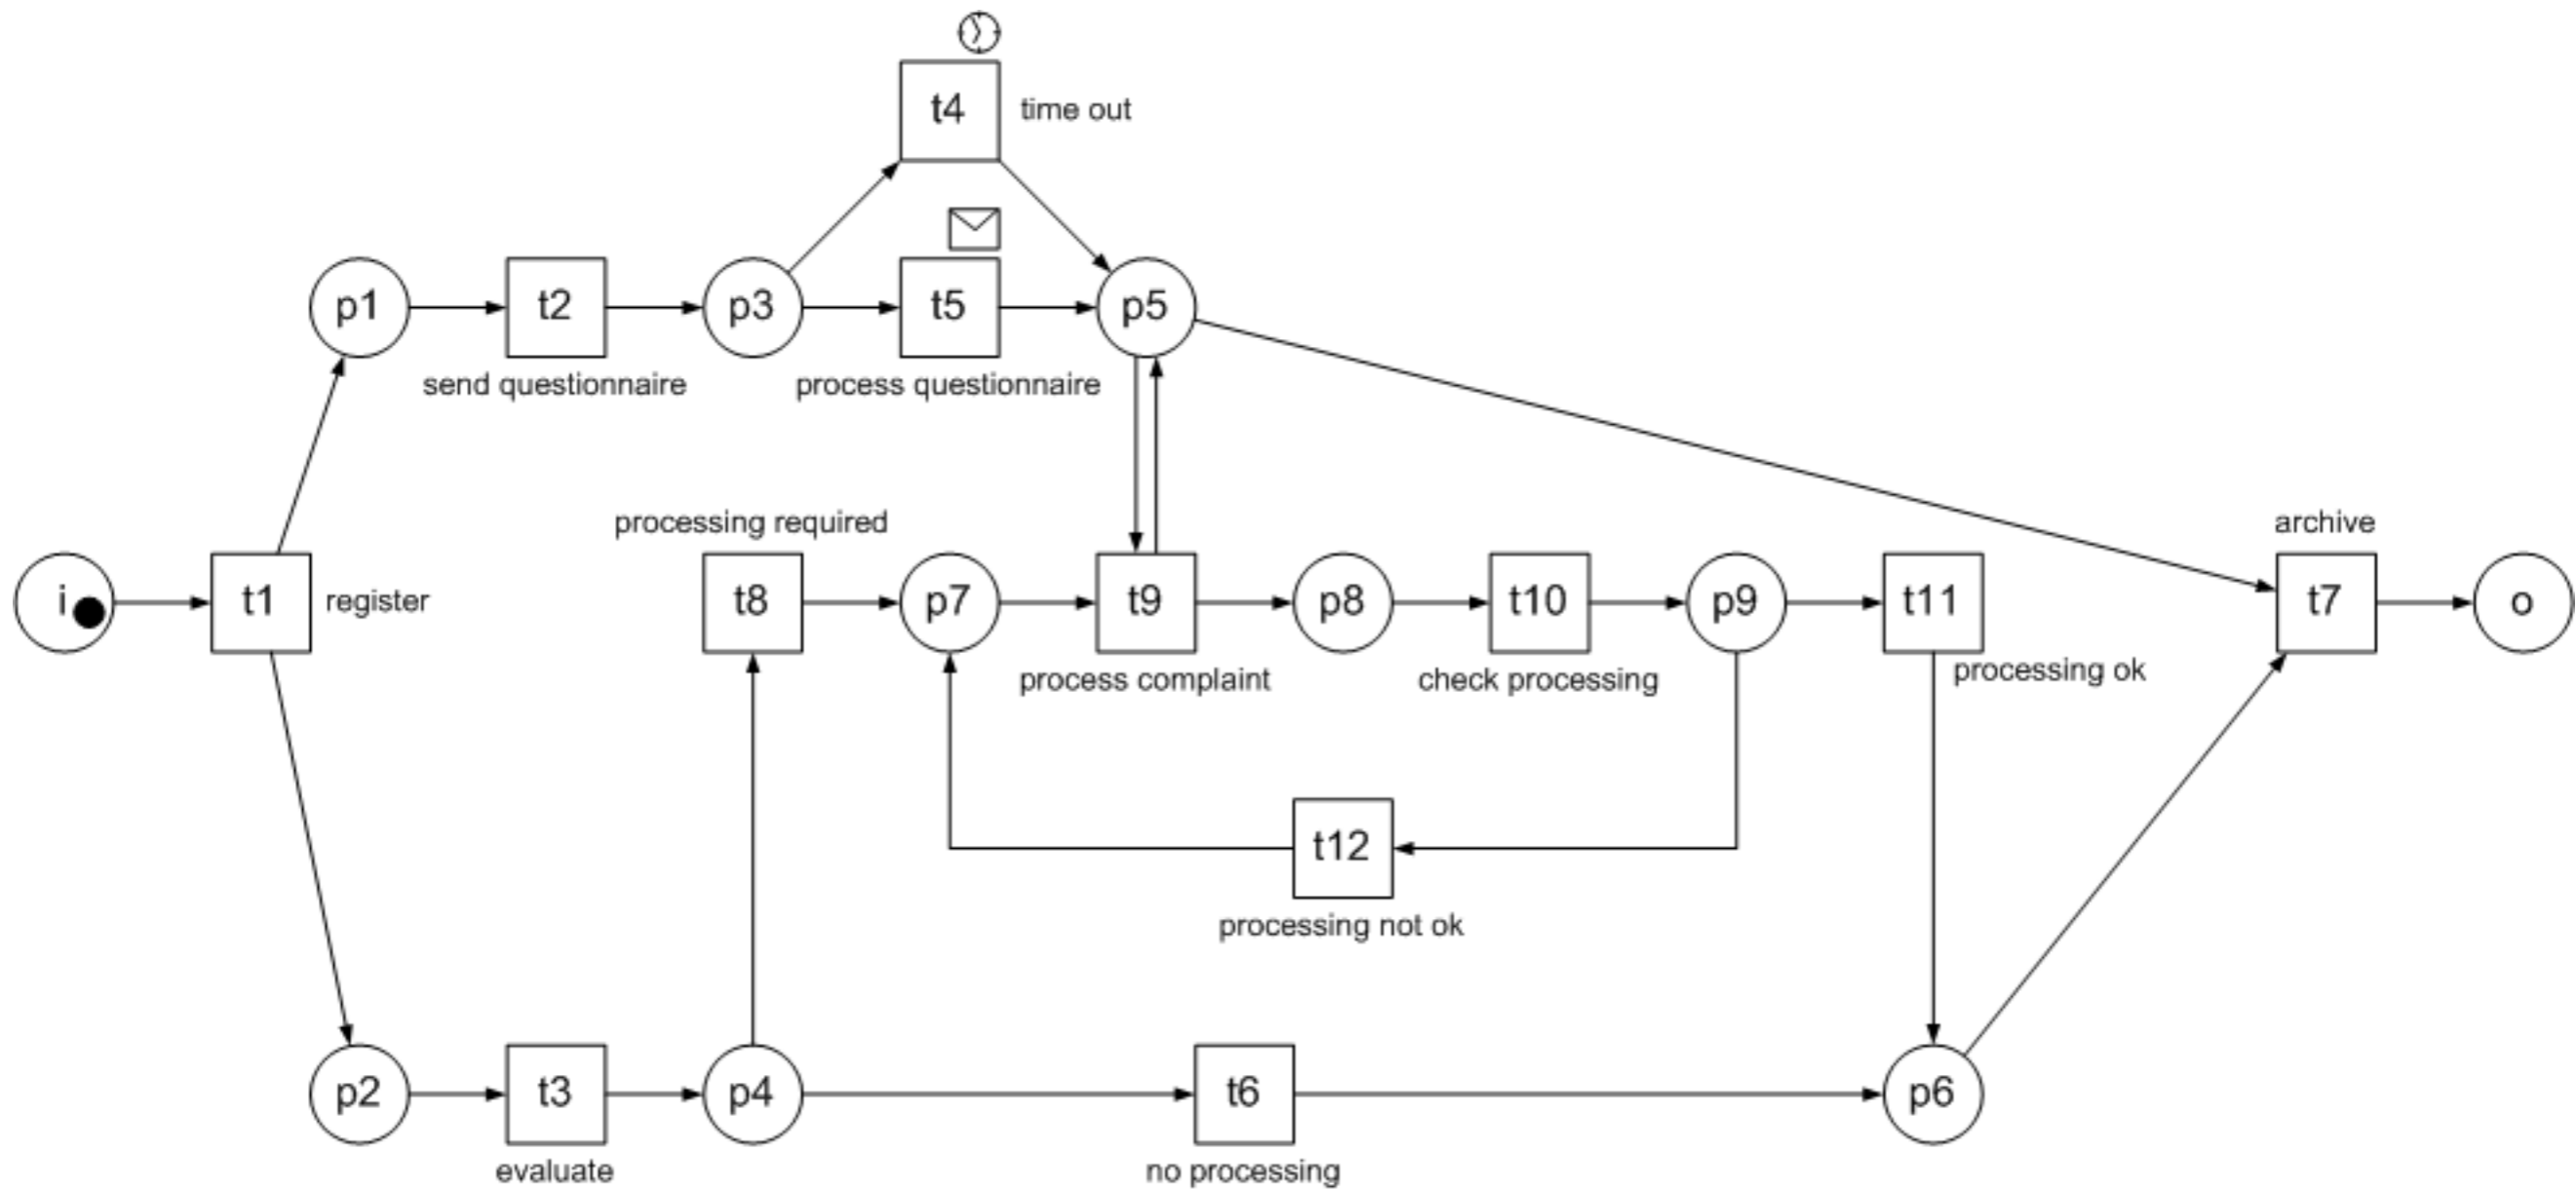 t4
time out
p1
t2
p3
t5
p5
send questionnaire
process questionnaire
processing required
archive
i
t1
register
t8
p7
t9
p8
t10
p9
t11
t7
o
process complaint
check processing
processing ok
t12
processing not ok
p2
t3
p4
t6
p6
evaluate
no processing